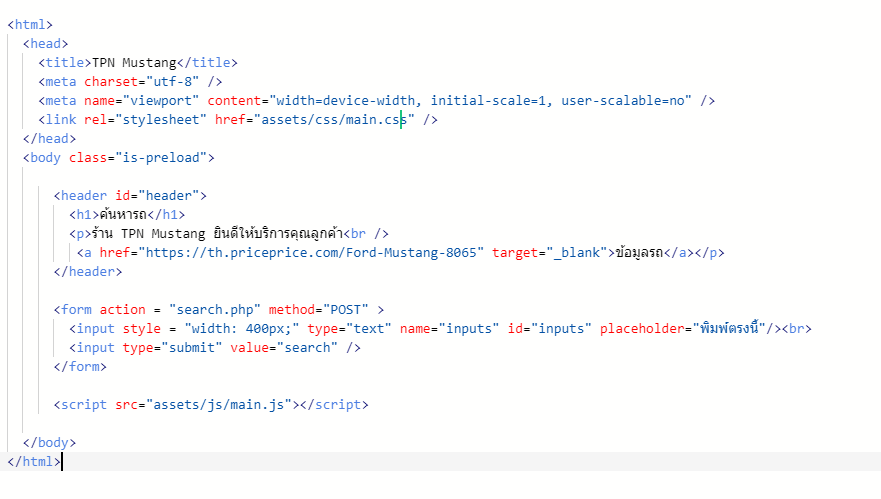 <html>
<head>
<title>TPN Mustang</title>
<meta charset="utf-8" />
<meta name="viewport" content="width=device-width, initial-scale=1, user-scalable=no" />
<link rel="stylesheet" href="assets/css/main.css" />
</head>
<body class="is-preload">
<header id="header">
<h1>ค้นหารถ</h1>
<p>ร้าน TPN Mustang ยินดีให้บริการคุณลูกค้า<br />
<a href="https://th.priceprice.com/Ford-Mustang-8065" target="_blank">ข้อมูลรถ</a></p>
</header>
<form action = "search.php" method="POST" >
<input style = "width: 400px;" type="text" name="inputs" id="inputs" placeholder="พิมพ์ตรงนี้"/><br>
<input type="submit" value="search" />
</form>
<script src="assets/js/main.js"></script>
</body>
</html>